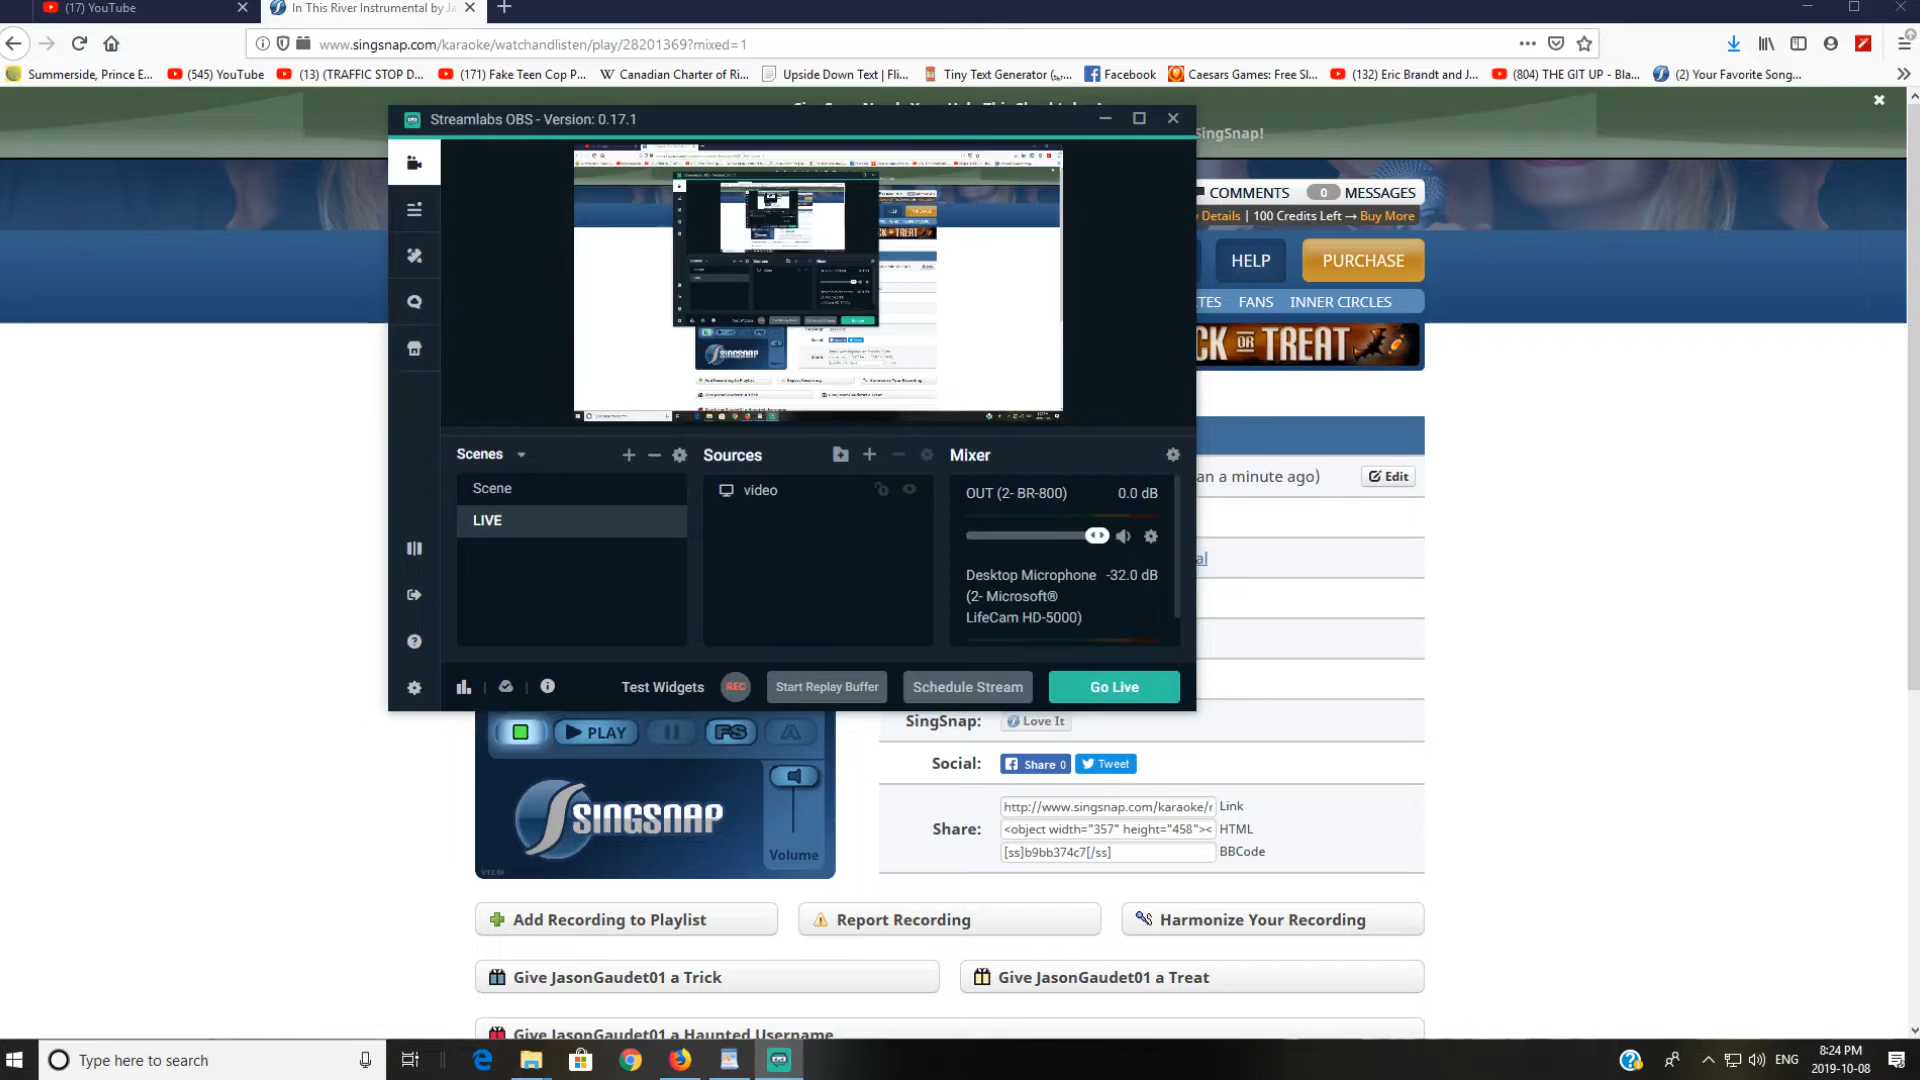 (17) YouTube
In This River Instrumental by Ja
www.singsnap.com/karaoke/watchandlisten/play/28201369?mixed=1
Summerside, Prince E...
(545) YouTube
(13) (TRAFFIC STOP D...
(171) Fake Teen Cop P...
Canadian Charter of Ri...
Upside Down Text | Fli...
Tiny Text Generator
Facebook
Caesars Games: Free Sl...
(132) Eric Brandt and J...
(804) THE GIT UP - Bla...
(2) Your Favorite Song...
Streamlabs OBS - Version: 0.17.1
SingSnap!
COMMENTS 0 MESSAGES
Details | 100 Credits Left → Buy More
HELP PURCHASE
TES FANS INNER CIRCLES
CK OR TREAT
Scenes Sources Mixer
Scene
LIVE
video
OUT (2- BR-800) 0.0 dB
Desktop Microphone -32.0 dB
(2- Microsoft®
LifeCam HD-5000)
an a minute ago)
Edit
al
Test Widgets
REC
Start Replay Buffer
Schedule Stream
Go Live
PLAY
FS
A
SINGSNAP
Volume
V13.01
SingSnap: Love It
Social: Share 0 Tweet
Share:
http://www.singsnap.com/karaoke/r Link
<object width="357" height="458">< HTML
[ss]b9bb374c7[/ss] BBCode
Add Recording to Playlist
Report Recording
Harmonize Your Recording
Give JasonGaudet01 a Trick
Give JasonGaudet01 a Treat
Give JasonGaudet01 a Haunted Username
Type here to search
ENG
8:24 PM
2019-10-08